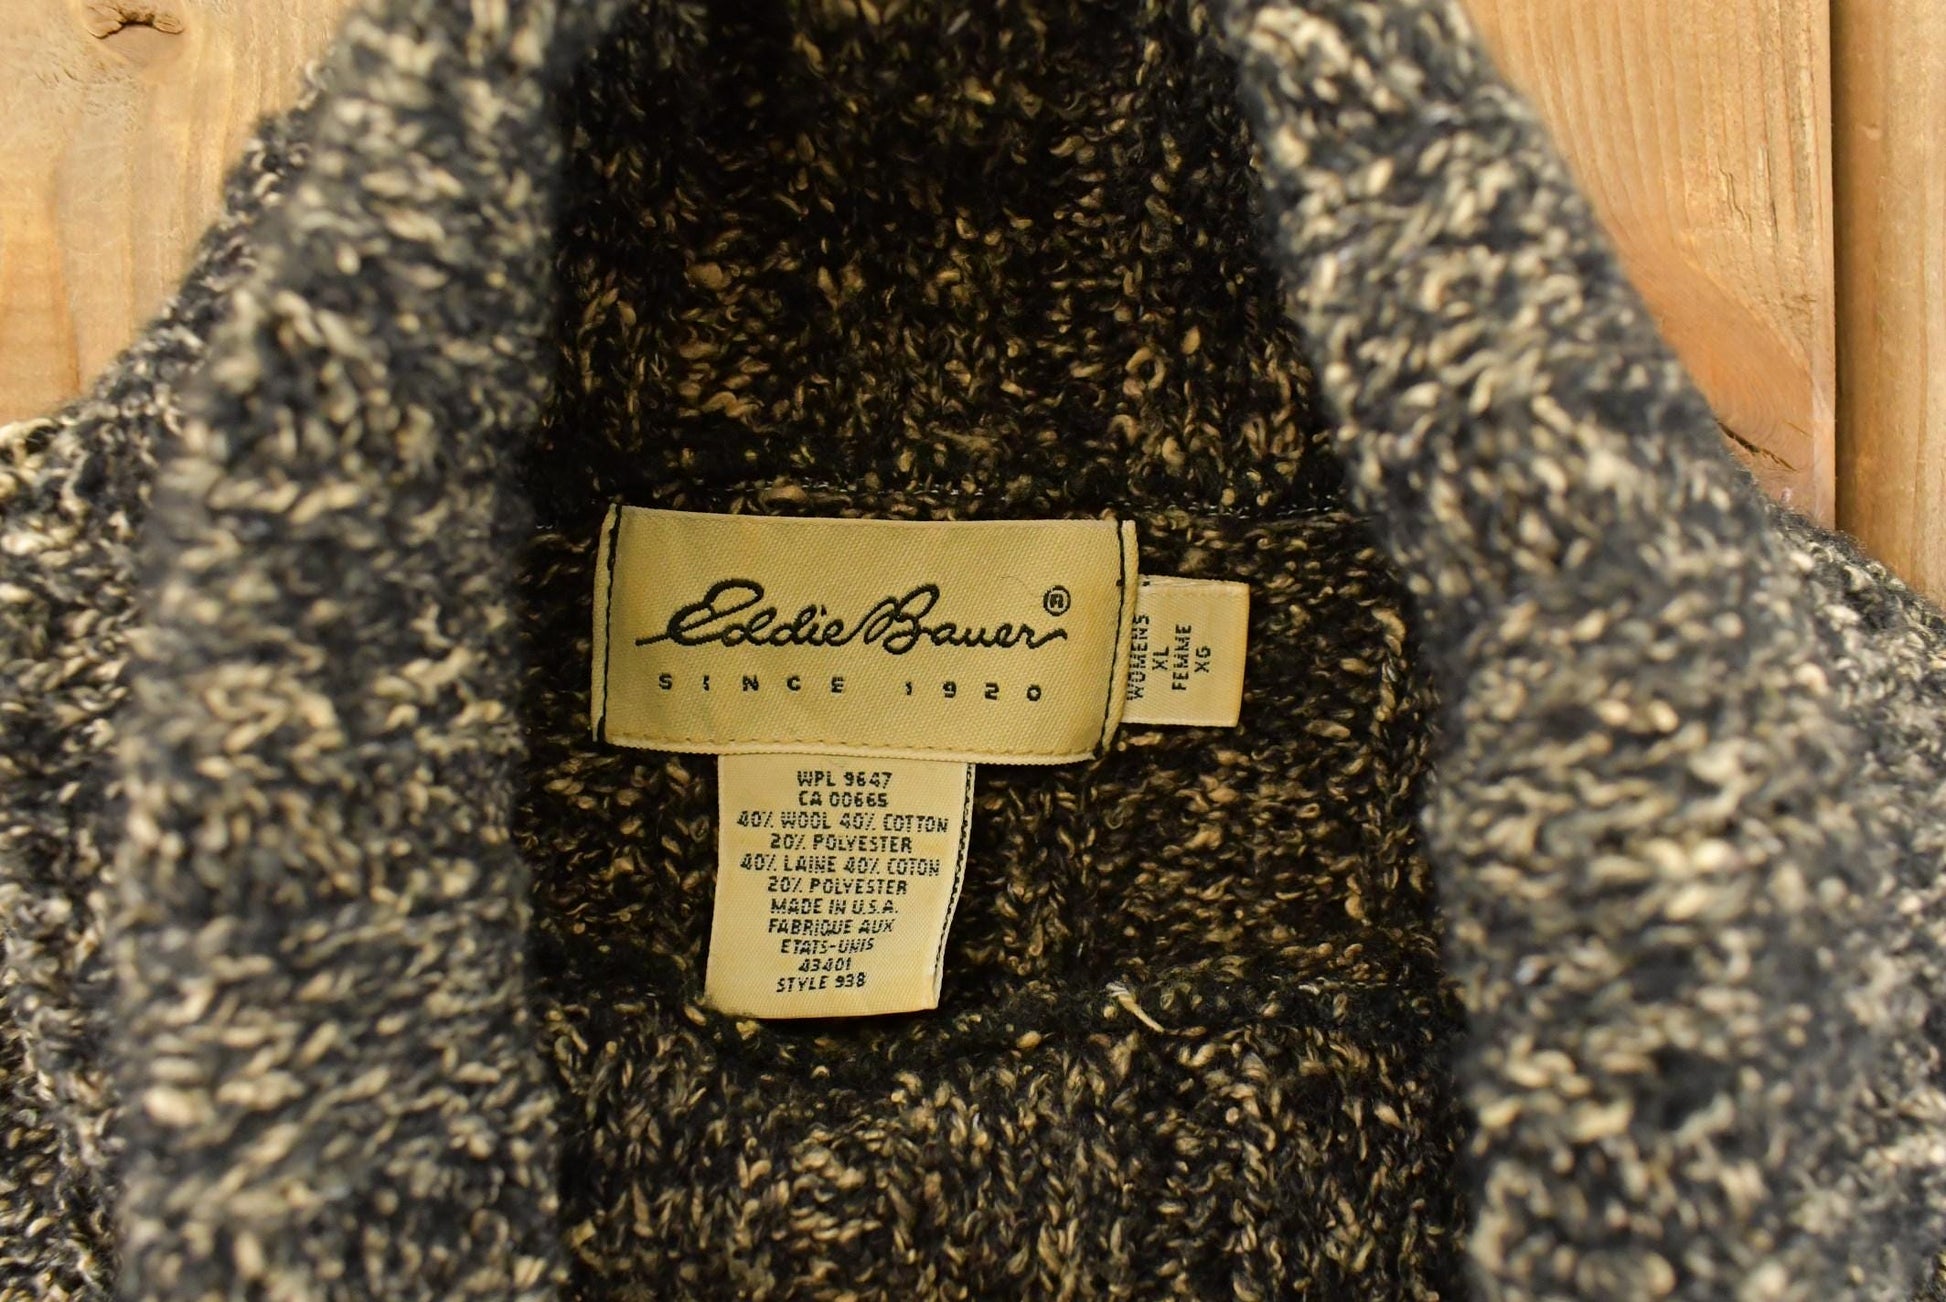 Eddie Bauer ®
SINCE 1920
WOMENS
XL
FEMME
XG
WPL 9647
CA 00665
40% WOOL 40% COTTON
20% POLYESTER
40% LAINE 40% COTON
20% POLYESTER
MADE IN U.S.A.
FABRIQUE AUX
ETATS-UNIS
43401
STYLE 938